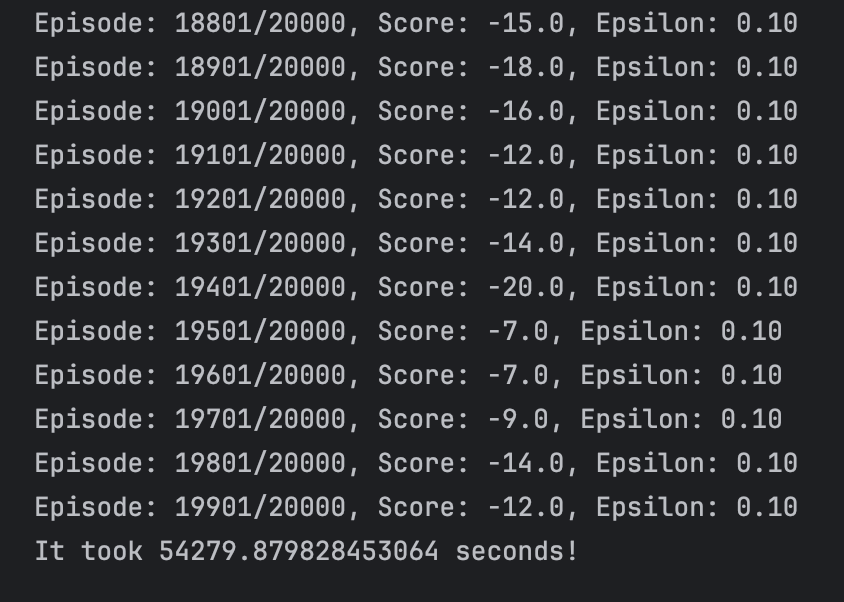 Episode: 18801/20000, Score: -15.0, Epsilon: 0.10
Episode: 18901/20000, Score: -18.0, Epsilon: 0.10
Episode: 19001/20000, Score: -16.0, Epsilon: 0.10
Episode: 19101/20000, Score: -12.0, Epsilon: 0.10
Episode: 19201/20000, Score: -12.0, Epsilon: 0.10
Episode: 19301/20000, Score: -14.0, Epsilon: 0.10
Episode: 19401/20000, Score: -20.0, Epsilon: 0.10
Episode: 19501/20000, Score: -7.0, Epsilon: 0.10
Episode: 19601/20000, Score: -7.0, Epsilon: 0.10
Episode: 19701/20000, Score: -9.0, Epsilon: 0.10
Episode: 19801/20000, Score: -14.0, Epsilon: 0.10
Episode: 19901/20000, Score: -12.0, Epsilon: 0.10
It took 54279.879828453064 seconds!